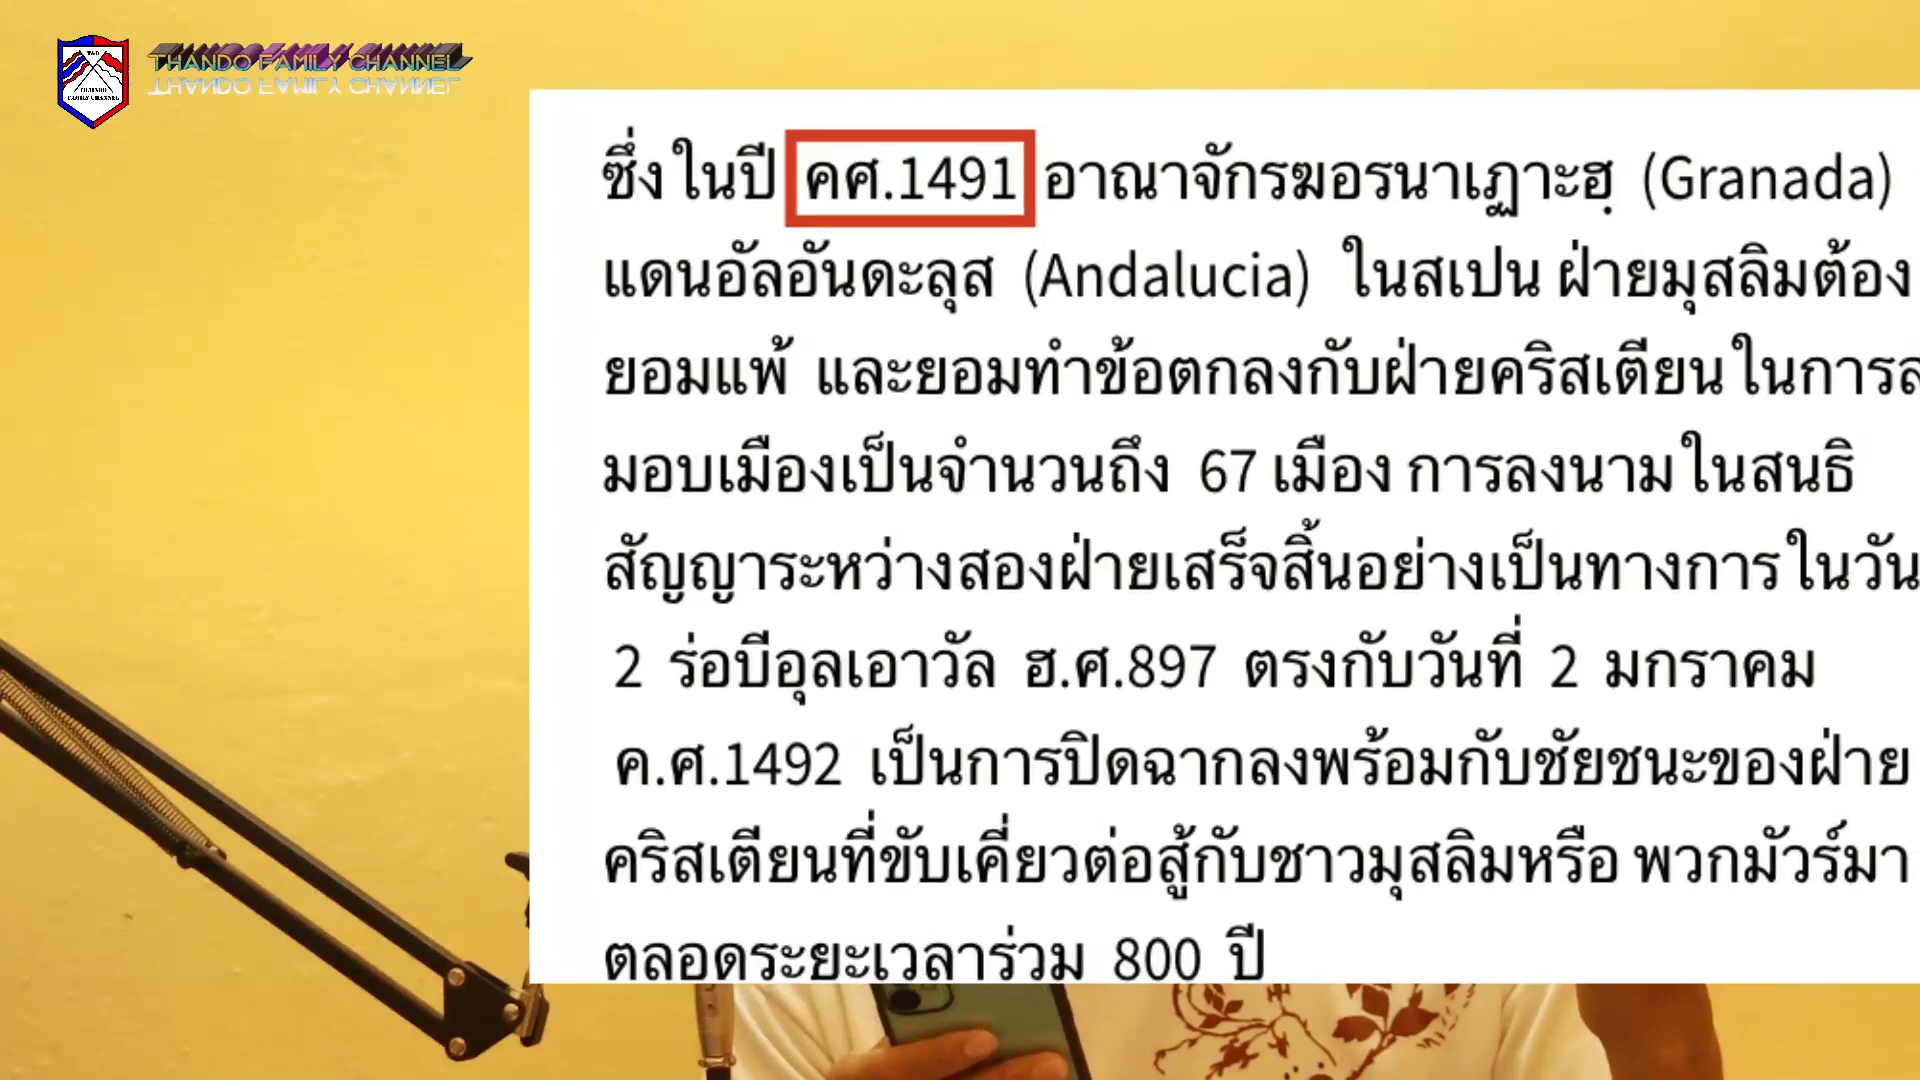 THANDO FAMILY CHANNEL
ซึ่งในปี คศ.1491 อาณาจักรฆอรนาเฏาะฮฺ (Granada)
แดนอัลอันดะลุส (Andalucia) ในสเปน ฝ่ายมุสลิมต้อง
ยอมแพ้ และยอมทำข้อตกลงกับฝ่ายคริสเตียนในการล
มอบเมืองเป็นจำนวนถึง 67 เมือง การลงนามในสนธิ
สัญญาระหว่างสองฝ่ายเสร็จสิ้นอย่างเป็นทางการในวัน
2 ร่อบีอุลเอาวัล ฮ.ศ.897 ตรงกับวันที่ 2 มกราคม
ค.ศ.1492 เป็นการปิดฉากลงพร้อมกับชัยชนะของฝ่าย
คริสเตียนที่ขับเคี่ยวต่อสู้กับชาวมุสลิมหรือ พวกมัวร์มา
ตลอดระยะเวลาร่วม 800 ปี